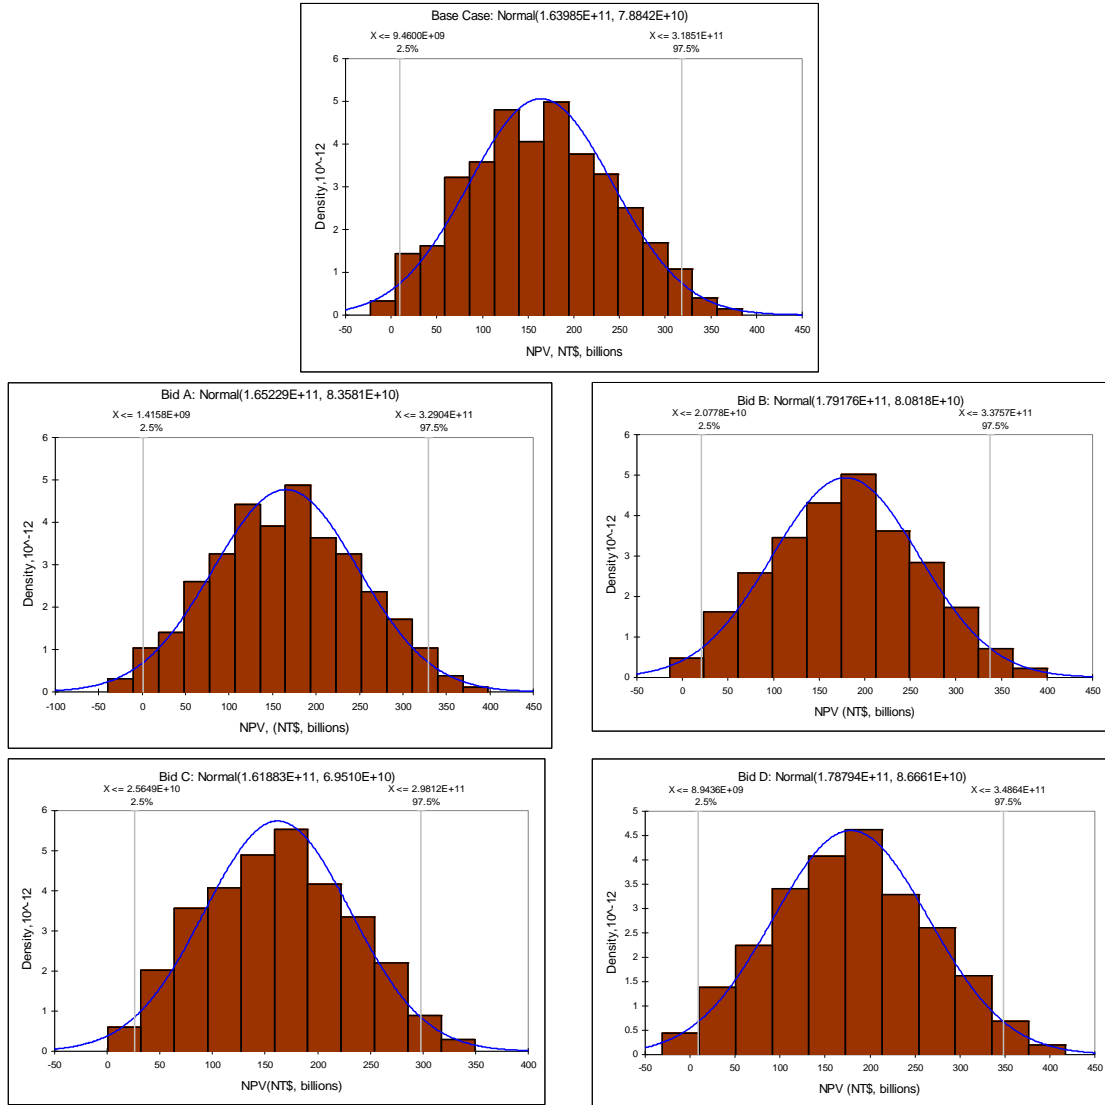 Base Case: Normal(1.63985E+11, 7.8842E+10)
X <= 9.4600E+09 X <= 3.1851E+11
2.5% 97.5%
6
5
4
3
2
1
0
Density,10^-12
-50 0 50 100 150 200 250 300 350 400 450
NPV, NT$, billions
Bid A: Normal(1.65229E+11, 8.3581E+10)
X <= 1.4158E+09 X <= 3.2904E+11
2.5% 97.5%
6
5
4
3
2
1
0
Density,10^-12
-100 -50 0 50 100 150 200 250 300 350 400 450
NPV, (NT$, billions)
Bid B: Normal(1.79176E+11, 8.0818E+10)
X <= 2.0778E+10 X <= 3.3757E+11
2.5% 97.5%
6
5
4
3
2
1
0
Density10^-12
-50 0 50 100 150 200 250 300 350 400 450
NPV (NT$, billions)
Bid C: Normal(1.61883E+11, 6.9510E+10)
X <= 2.5649E+10 X <= 2.9812E+11
2.5% 97.5%
6
5
4
3
2
1
0
Density,10^-12
-50 0 50 100 150 200 250 300 350 400
NPV(NT$, billions)
Bid D: Normal(1.78794E+11, 8.6661E+10)
X <= 8.9436E+09 X <= 3.4864E+11
2.5% 97.5%
5
4.5
4
3.5
3
2.5
2
1.5
1
0.5
0
Density,10^-12
-50 0 50 100 150 200 250 300 350 400 450
NPV (NT$, billions)